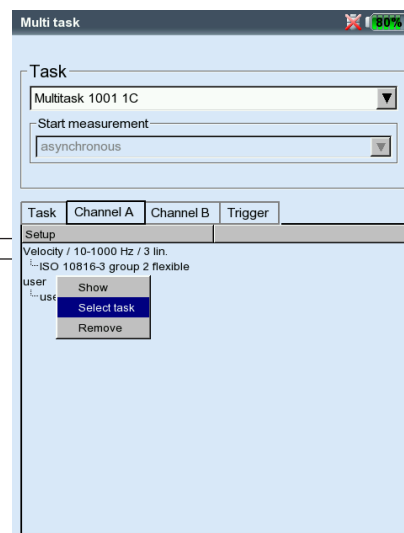 Multi task
80%
Task
Multitask 1001 1C
Start measurement
asynchronous
Task Channel A Channel B Trigger
Setup
Velocity / 10-1000 Hz / 3 lin.
ISO 10816-3 group 2 flexible
user
Show
Select task
Remove